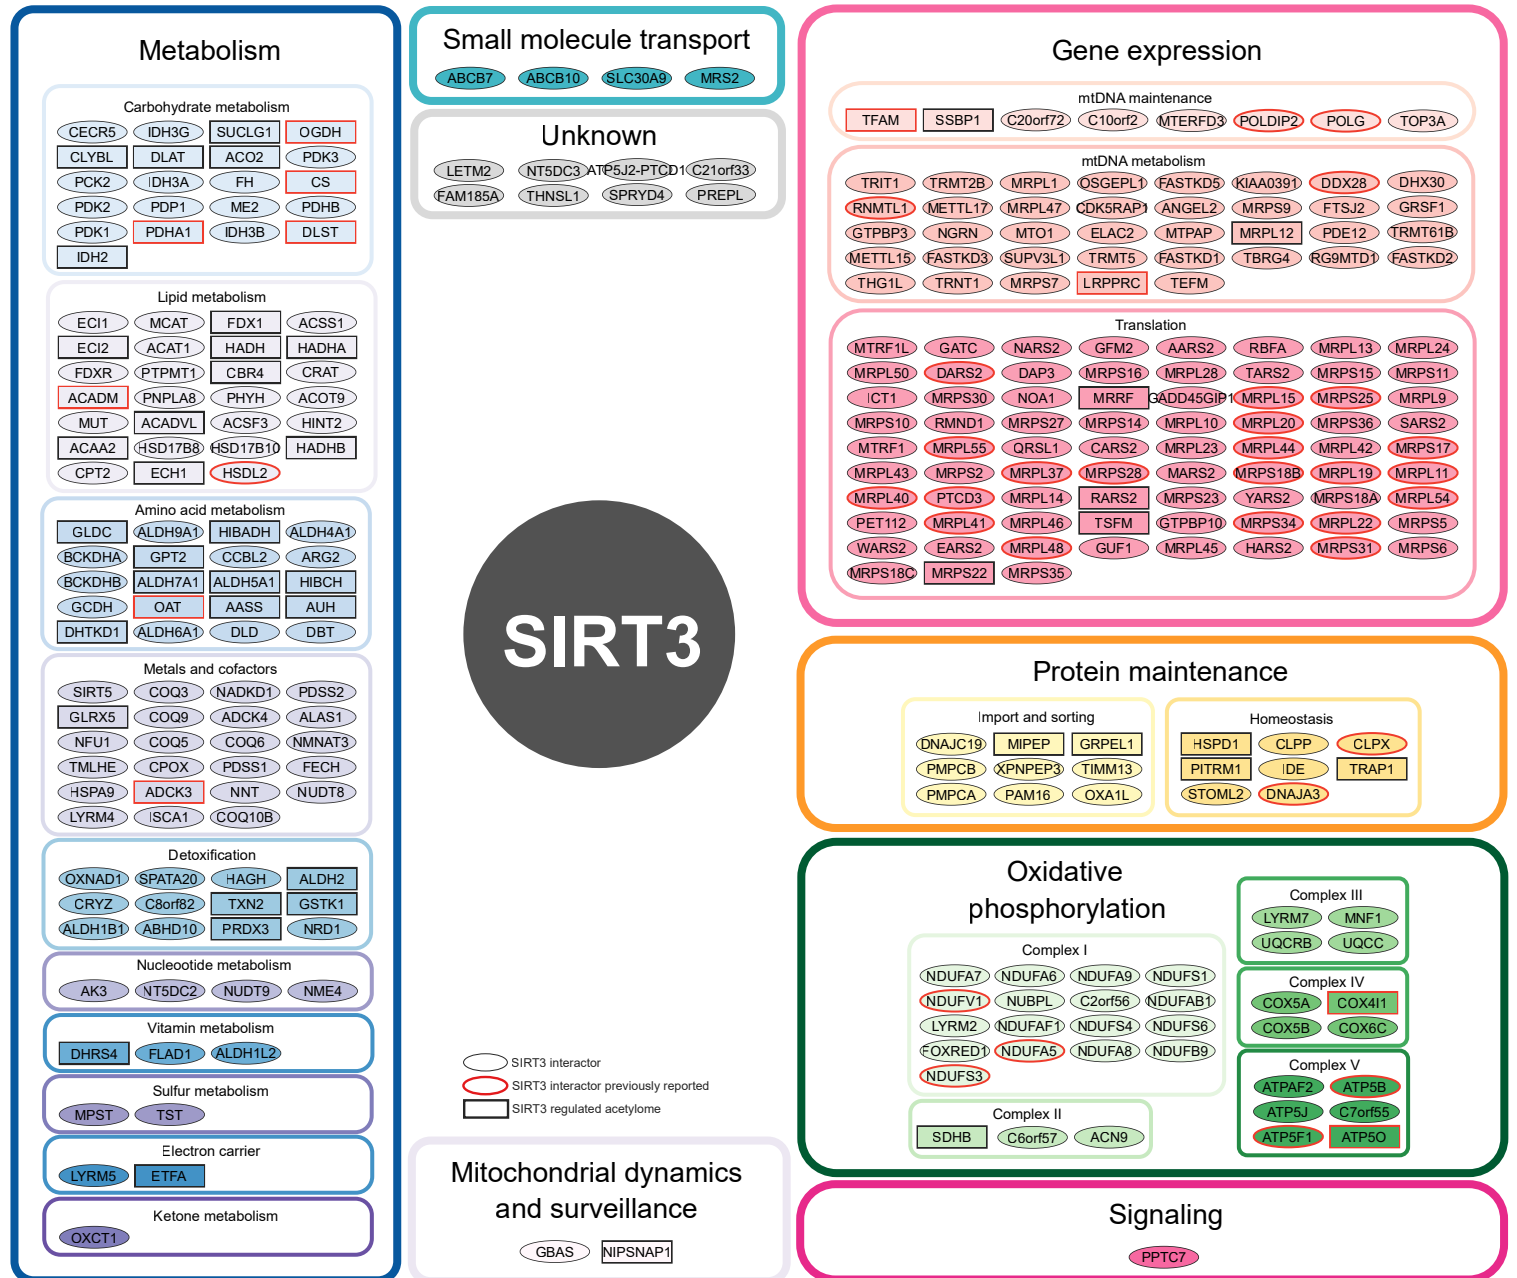 Metabolism
Carbohydrate metabolism
CECR5 IDH3G SUCLG1 OGDH
CLYBL DLAT ACO2 PDK3
PCK2 IDH3A FH CS
PDK2 PDP1 ME2 PDHB
PDK1 PDHA1 IDH3B DLST
IDH2
Lipid metabolism
ECI1 MCAT FDX1 ACSS1
ECI2 ACAT1 HADH HADHA
FDXR PTPMT1 CBR4 CRAT
ACADM PNPLA8 PHYH ACOT9
MUT ACADVL ACSF3 HINT2
ACAA2 HSD17B8 HSD17B10 HADHB
CPT2 ECH1 HSDL2
Amino acid metabolism
GLDC ALDH9A1 HIBADH ALDH4A1
BCKDHA GPT2 CCBL2 ARG2
BCKDHB ALDH7A1 ALDH5A1 HIBCH
GCDH OAT AASS AUH
DHTKD1 ALDH6A1 DLD DBT
Metals and cofactors
SIRT5 COQ3 NADKD1 PDSS2
GLRX5 COQ9 ADCK4 ALAS1
NFU1 COQ5 COQ6 NMNAT3
TMLHE CPOX PDSS1 FECH
HSPA9 ADCK3 NNT NUDT8
LYRM4 ISCA1 COQ10B
Detoxification
OXNAD1 SPATA20 HAGH ALDH2
CRYZ C8orf82 TXN2 GSTK1
ALDH1B1 ABHD10 PRDX3 NRD1
Nucleootide metabolism
AK3 NT5DC2 NUDT9 NME4
Vitamin metabolism
DHRS4 FLAD1 ALDH1L2
Sulfur metabolism
MPST TST
Electron carrier
LYRM5 ETFA
Ketone metabolism
OXCT1
Small molecule transport
ABCB7 ABCB10 SLC30A9 MRS2
Unknown
LETM2 NT5DC3 ATP5J2-PTCD1 C21orf33
FAM185A THNSL1 SPRYD4 PREPL
SIRT3
SIRT3 interactor
SIRT3 interactor previously reported
SIRT3 regulated acetylome
Mitochondrial dynamics
and surveillance
GBAS NIPSNAP1
Gene expression
mtDNA maintenance
TFAM SSBP1 C20orf72 C10orf2 MTERFD3 POLDIP2 POLG TOP3A
mtDNA metabolism
TRIT1 TRMT2B MRPL1 OSGEPL1 FASTKD5 KIAA0391 DDX28 DHX30
RNMTL1 METTL17 MRPL47 CDK5RAP1 ANGEL2 MRPS9 FTSJ2 GRSF1
GTPBP3 NGRN MTO1 ELAC2 MTPAP MRPL12 PDE12 TRMT61B
METTL15 FASTKD3 SUPV3L1 TRMT5 FASTKD1 TBRG4 RG9MTD1 FASTKD2
THG1L TRNT1 MRPS7 LRPPRC TEFM
Translation
MTRF1L GATC NARS2 GFM2 AARS2 RBFA MRPL13 MRPL24
MRPL50 DARS2 DAP3 MRPS16 MRPL28 TARS2 MRPS15 MRPS11
ICT1 MRPS30 NOA1 MRRF GADD45GIP1 MRPL15 MRPS25 MRPL9
MRPS10 RMND1 MRPS27 MRPS14 MRPL10 MRPL20 MRPS36 SARS2
MTRF1 MRPL55 QRSL1 CARS2 MRPL23 MRPL44 MRPL42 MRPS17
MRPL43 MRPS2 MRPL37 MRPS28 MARS2 MRPS18B MRPL19 MRPL11
MRPL40 PTCD3 MRPL14 RARS2 MRPS23 YARS2 MRPS18A MRPL54
PET112 MRPL41 MRPL46 TSFM GTPBP10 MRPS34 MRPL22 MRPS5
WARS2 EARS2 MRPL48 GUF1 MRPL45 HARS2 MRPS31 MRPS6
MRPS18C MRPS22 MRPS35
Protein maintenance
Import and sorting
DNAJC19 MIPEP GRPEL1
PMPCB XPNPEP3 TIMM13
PMPCA PAM16 OXA1L
Homeostasis
HSPD1 CLPP CLPX
PITRM1 IDE TRAP1
STOML2 DNAJA3
Oxidative
phosphorylation
Complex I
NDUFA7 NDUFA6 NDUFA9 NDUFS1
NDUFV1 NUBPL C2orf56 NDUFAB1
LYRM2 NDUFAF1 NDUFS4 NDUFS6
FOXRED1 NDUFA5 NDUFA8 NDUFB9
NDUFS3
Complex II
SDHB C6orf57 ACN9
Complex III
LYRM7 MNF1
UQCRB UQCC
Complex IV
COX5A COX4I1
COX5B COX6C
Complex V
ATPAF2 ATP5B
ATP5J C7orf55
ATP5F1 ATP5O
Signaling
PPTC7